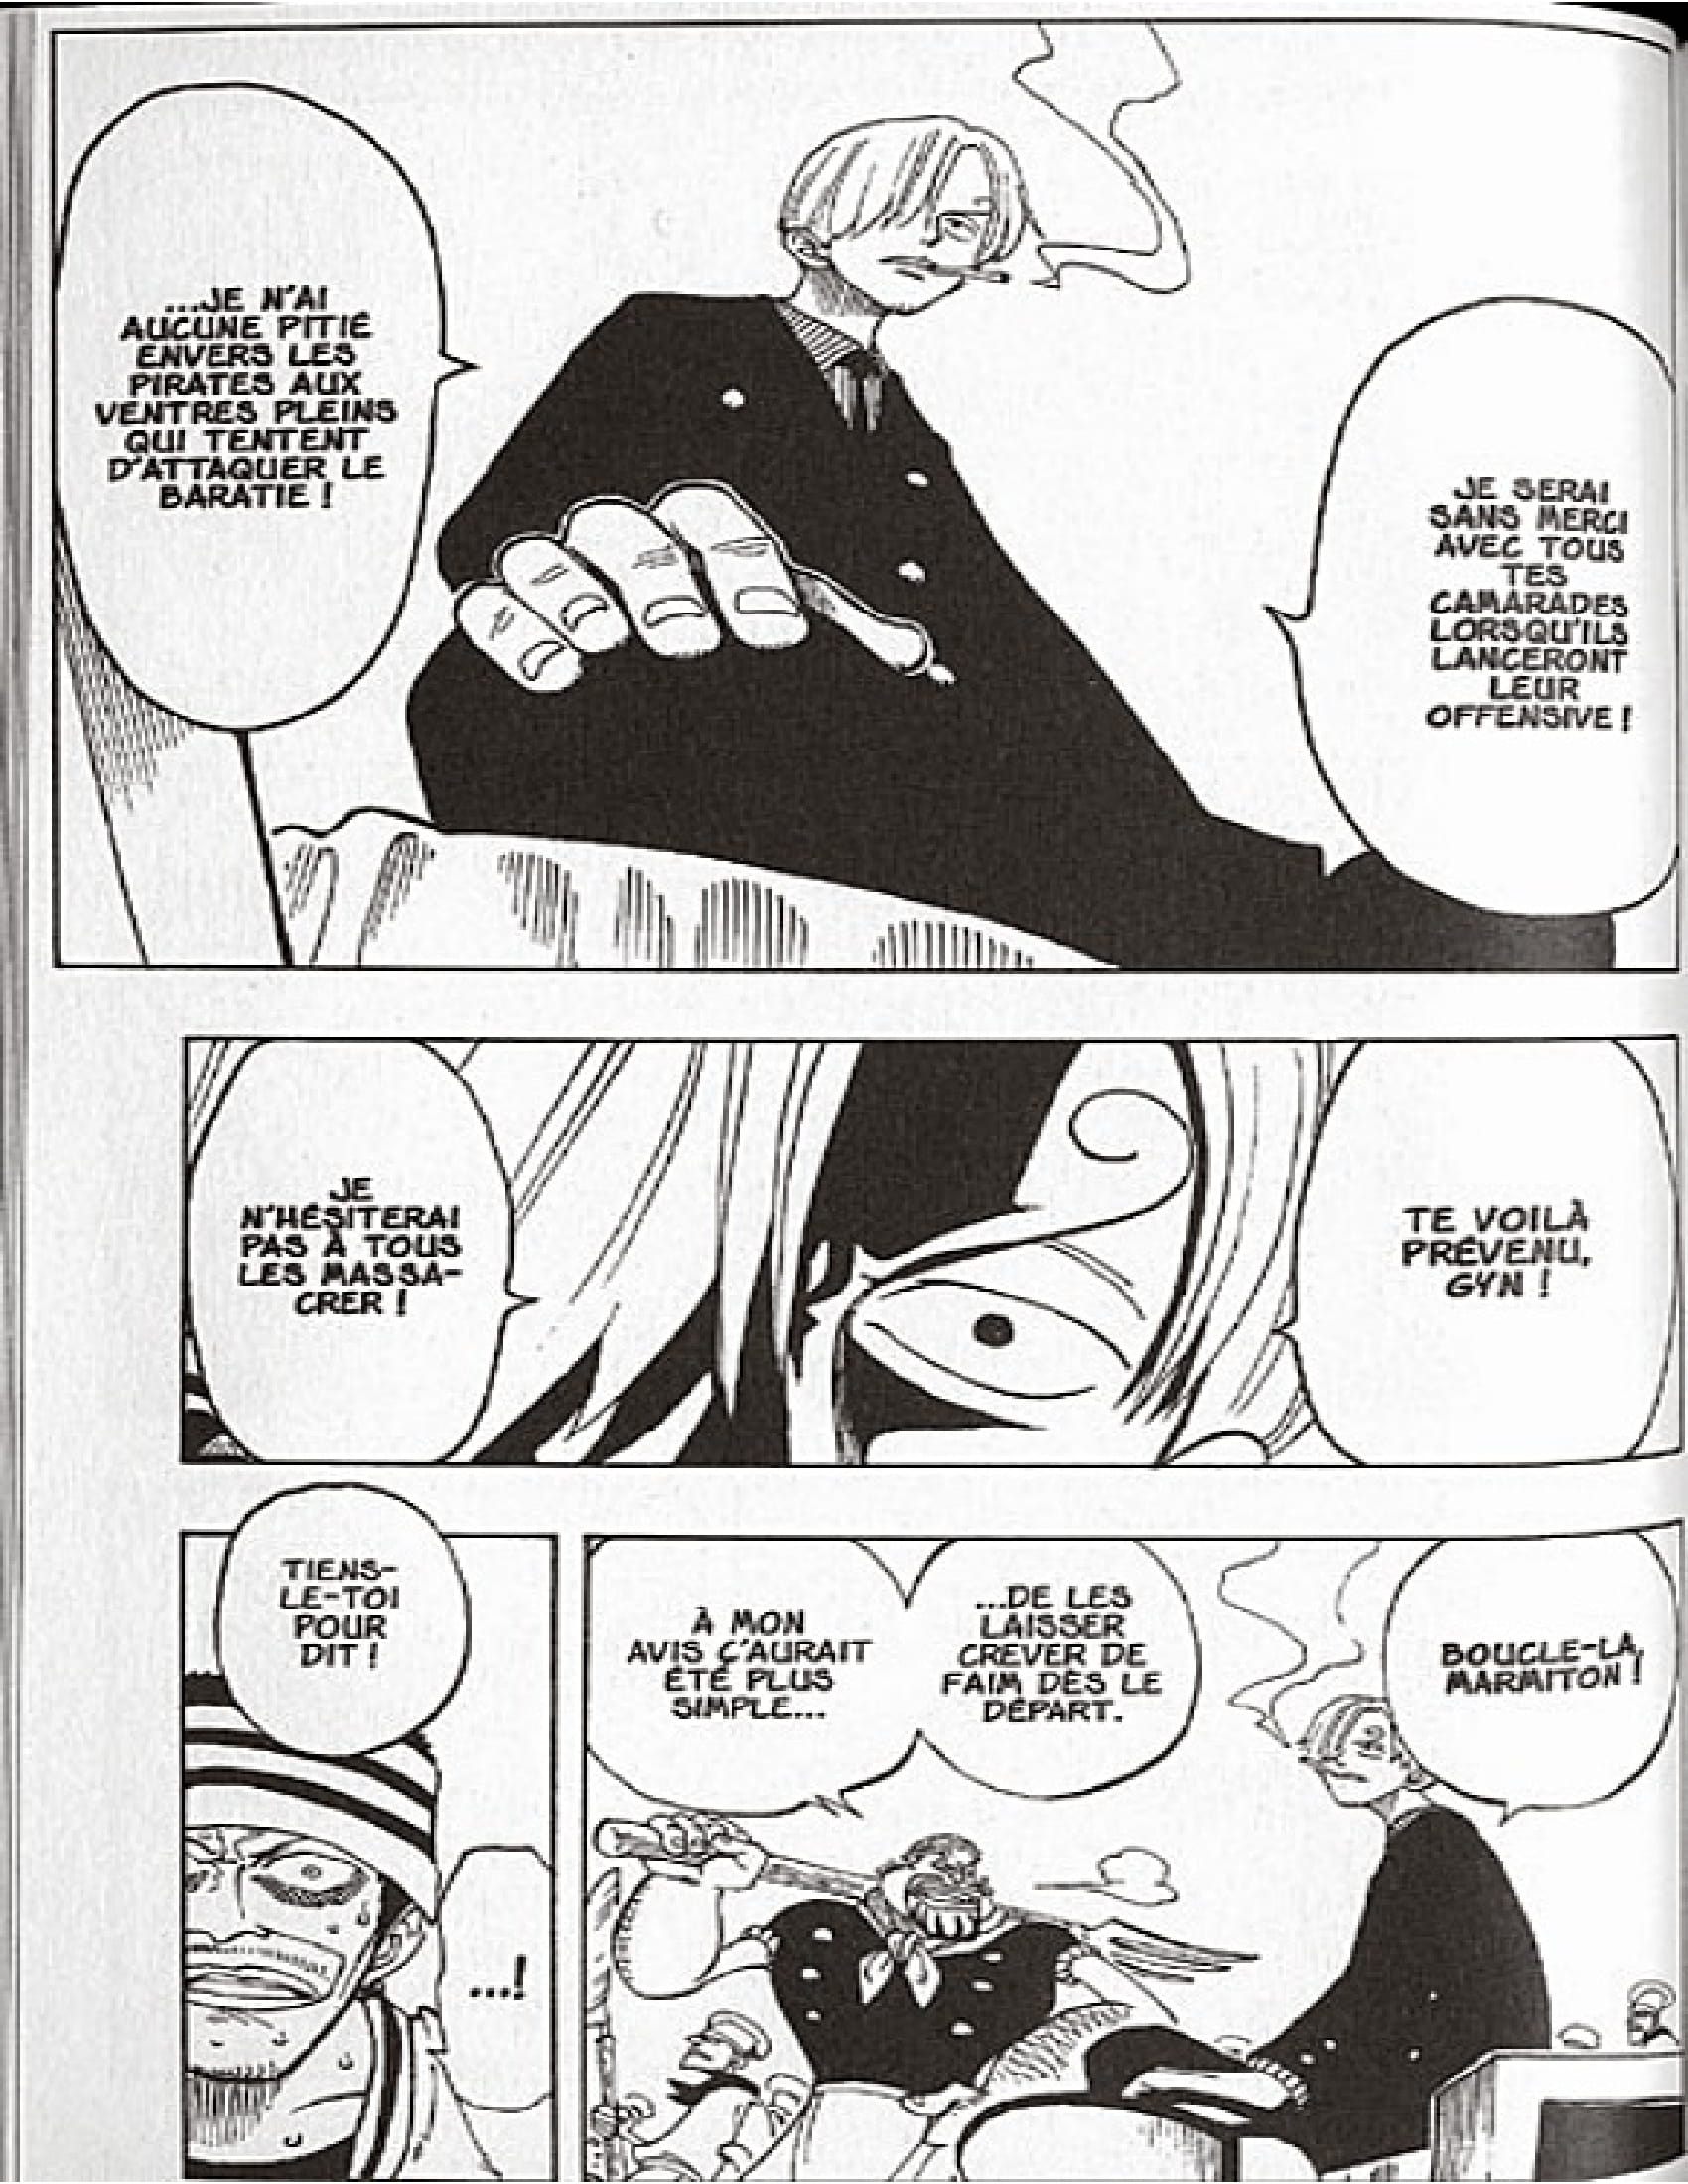 ...JE N'AI
AUCUNE PITIÉ
ENVERS LES
PIRATES AUX
VENTRES PLEINS
QUI TENTENT
D'ATTAQUER LE
BARATIE !
JE SERAI
SANS MERCI
AVEC TOUS
TES
CAMARADES
LORSQU'ILS
LANCERONT
LEUR
OFFENSIVE !
JE
N'HÉSITERAI
PAS À TOUS
LES MASSA-
CRER !
TE VOILÀ
PRÉVENU,
GYN !
TIENS-
LE-TOI
POUR
DIT !
...!
À MON
AVIS Ç'AURAIT
ÉTÉ PLUS
SIMPLE...
...DE LES
LAISSER
CREVER DE
FAIM DÈS LE
DÉPART.
BOUCLE-LA,
MARMITON !